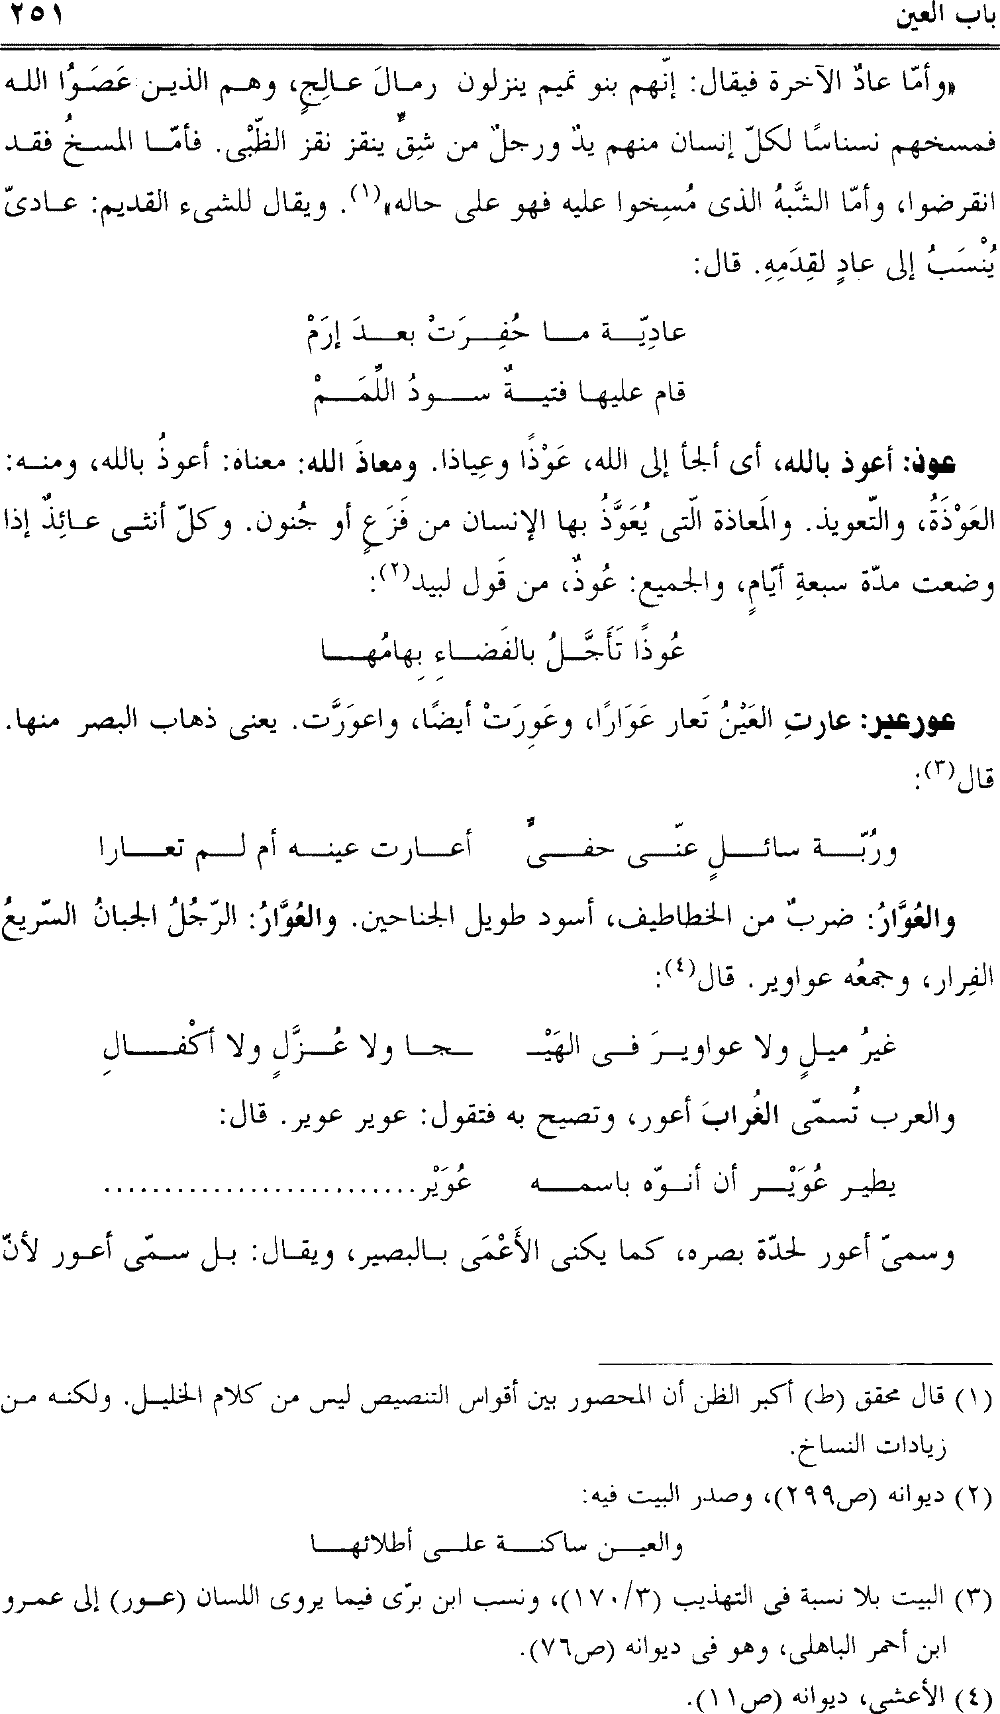 باب العين ٢٥١
«وأمّا عادٌ الآخرة فيقال: إنّهم بنو تميم ينزلون رمالَ عالِجٍ، وهم الذين عَصَوُا الله
فمسخهم نسناسًا لكلّ إنسان منهم يدٌ ورجلٌ من شِقٍّ ينقز نقز الظّبْى. فأمّا المسخُ فقد
انقرضوا، وأمّا الشَّبهُ الذى مُسِخوا عليه فهو على حاله»(١). ويقال للشىء القديم: عادىّ
يُنْسَبُ إلى عادٍ لقِدَمِهِ. قال:
عادِيّة ما حُفِرَتْ بعدَ إرَمْ
قام عليها فتيةٌ سودُ اللِّمَمْ
عوذ: أعوذ بالله، أى ألجأ إلى الله، عَوْذًا وعِياذا. ومعاذَ الله: معناه: أعوذُ بالله، ومنه:
العَوْذَةُ، والتّعويذ. والمَعاذة الّتى يُعَوَّذُ بها الإنسان من فَزَعٍ أو جُنون. وكلّ أنثى عائِذٌ إذا
وضعت مدّة سبعةِ أيّامٍ، والجميع: عُوذٌ، من قَول لبيد(٢):
عُوذًا تَأَجَّلُ بالفَضاءِ بِهامُها
عورعير: عارتِ العَيْنُ تَعار عَوَارًا، وعَوِرَتْ أيضًا، واعوَرَّت. يعنى ذهاب البصر منها.
قال(٣):
ورُبّة سائلٍ عنّى حفىٌّ أعارت عينه أم لم تعارا
والعُوَّارُ: ضربٌ من الخطاطيف، أسود طويل الجناحين. والعُوَّارُ: الرّجُلُ الجبانُ السّريعُ
الفِرار، وجمعُه عواوير. قال(٤):
غيرُ ميلٍ ولا عواويرَ فى الهَيْـ ـجا ولا عُزَّلٍ ولا أكْفالِ
والعرب تُسمّى الغُرابَ أعور، وتصيح به فتقول: عوير عوير. قال:
يطير عُوَيْر أن أنوّه باسمه عُوَيْر..........................
وسمىّ أعور لحدّة بصره، كما يكنى الأَعْمَى بالبصير، ويقال: بل سمّى أعور لأنّ
(١) قال محقق (ط) أكبر الظن أن المحصور بين أقواس التنصيص ليس من كلام الخليل. ولكنه من
زيادات النساخ.
(٢) ديوانه (ص٢٩٩)، وصدر البيت فيه:
والعين ساكنة على أطلائها
(٣) البيت بلا نسبة فى التهذيب (١٧٠/٣)، ونسب ابن برّى فيما يروى اللسان (عور) إلى عمرو
ابن أحمر الباهلى، وهو فى ديوانه (ص٧٦).
(٤) الأعشى، ديوانه (ص١١).